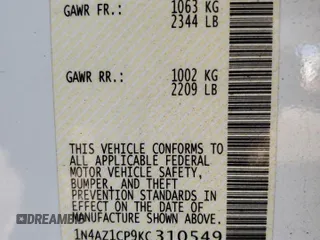 GAWR FR.: 1063 KG
2344 LB
GAWR RR.: 1002 KG
2209 LB
THIS VEHICLE CONFORMS TO
ALL APPLICABLE FEDERAL
MOTOR VEHICLE SAFETY,
BUMPER, AND THEFT
PREVENTION STANDARDS IN
EFFECT ON THE DATE OF
MANUFACTURE SHOWN ABOVE.
1N4AZ1CP9KC310549